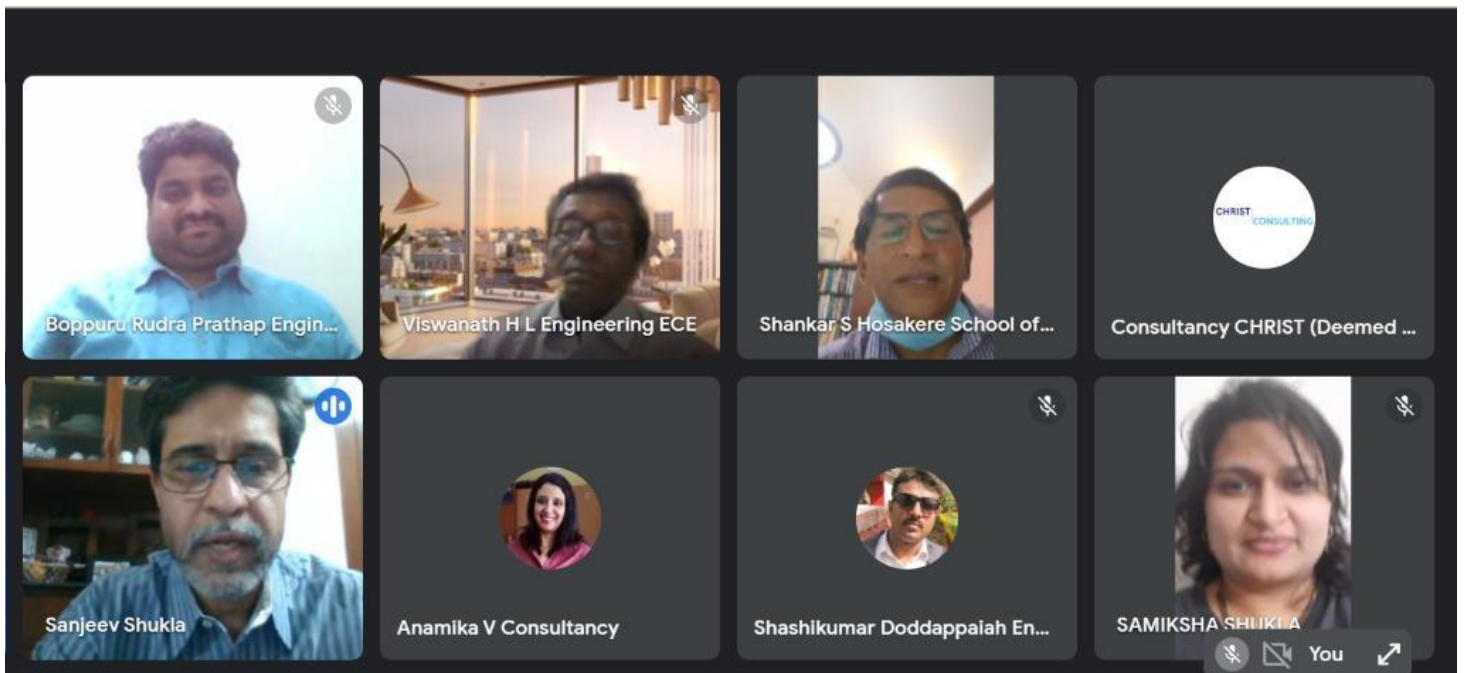 Boppuru Rudra Prathap Engin...
Viswanath H L Engineering ECE
Shankar S Hosakere School of...
CHRIST
CONSULTING
Consultancy CHRIST (Deemed ...
Sanjeev Shukla
Anamika V Consultancy
Shashikumar Doddappaiah En...
SAMIKSHA SHUKLA
You